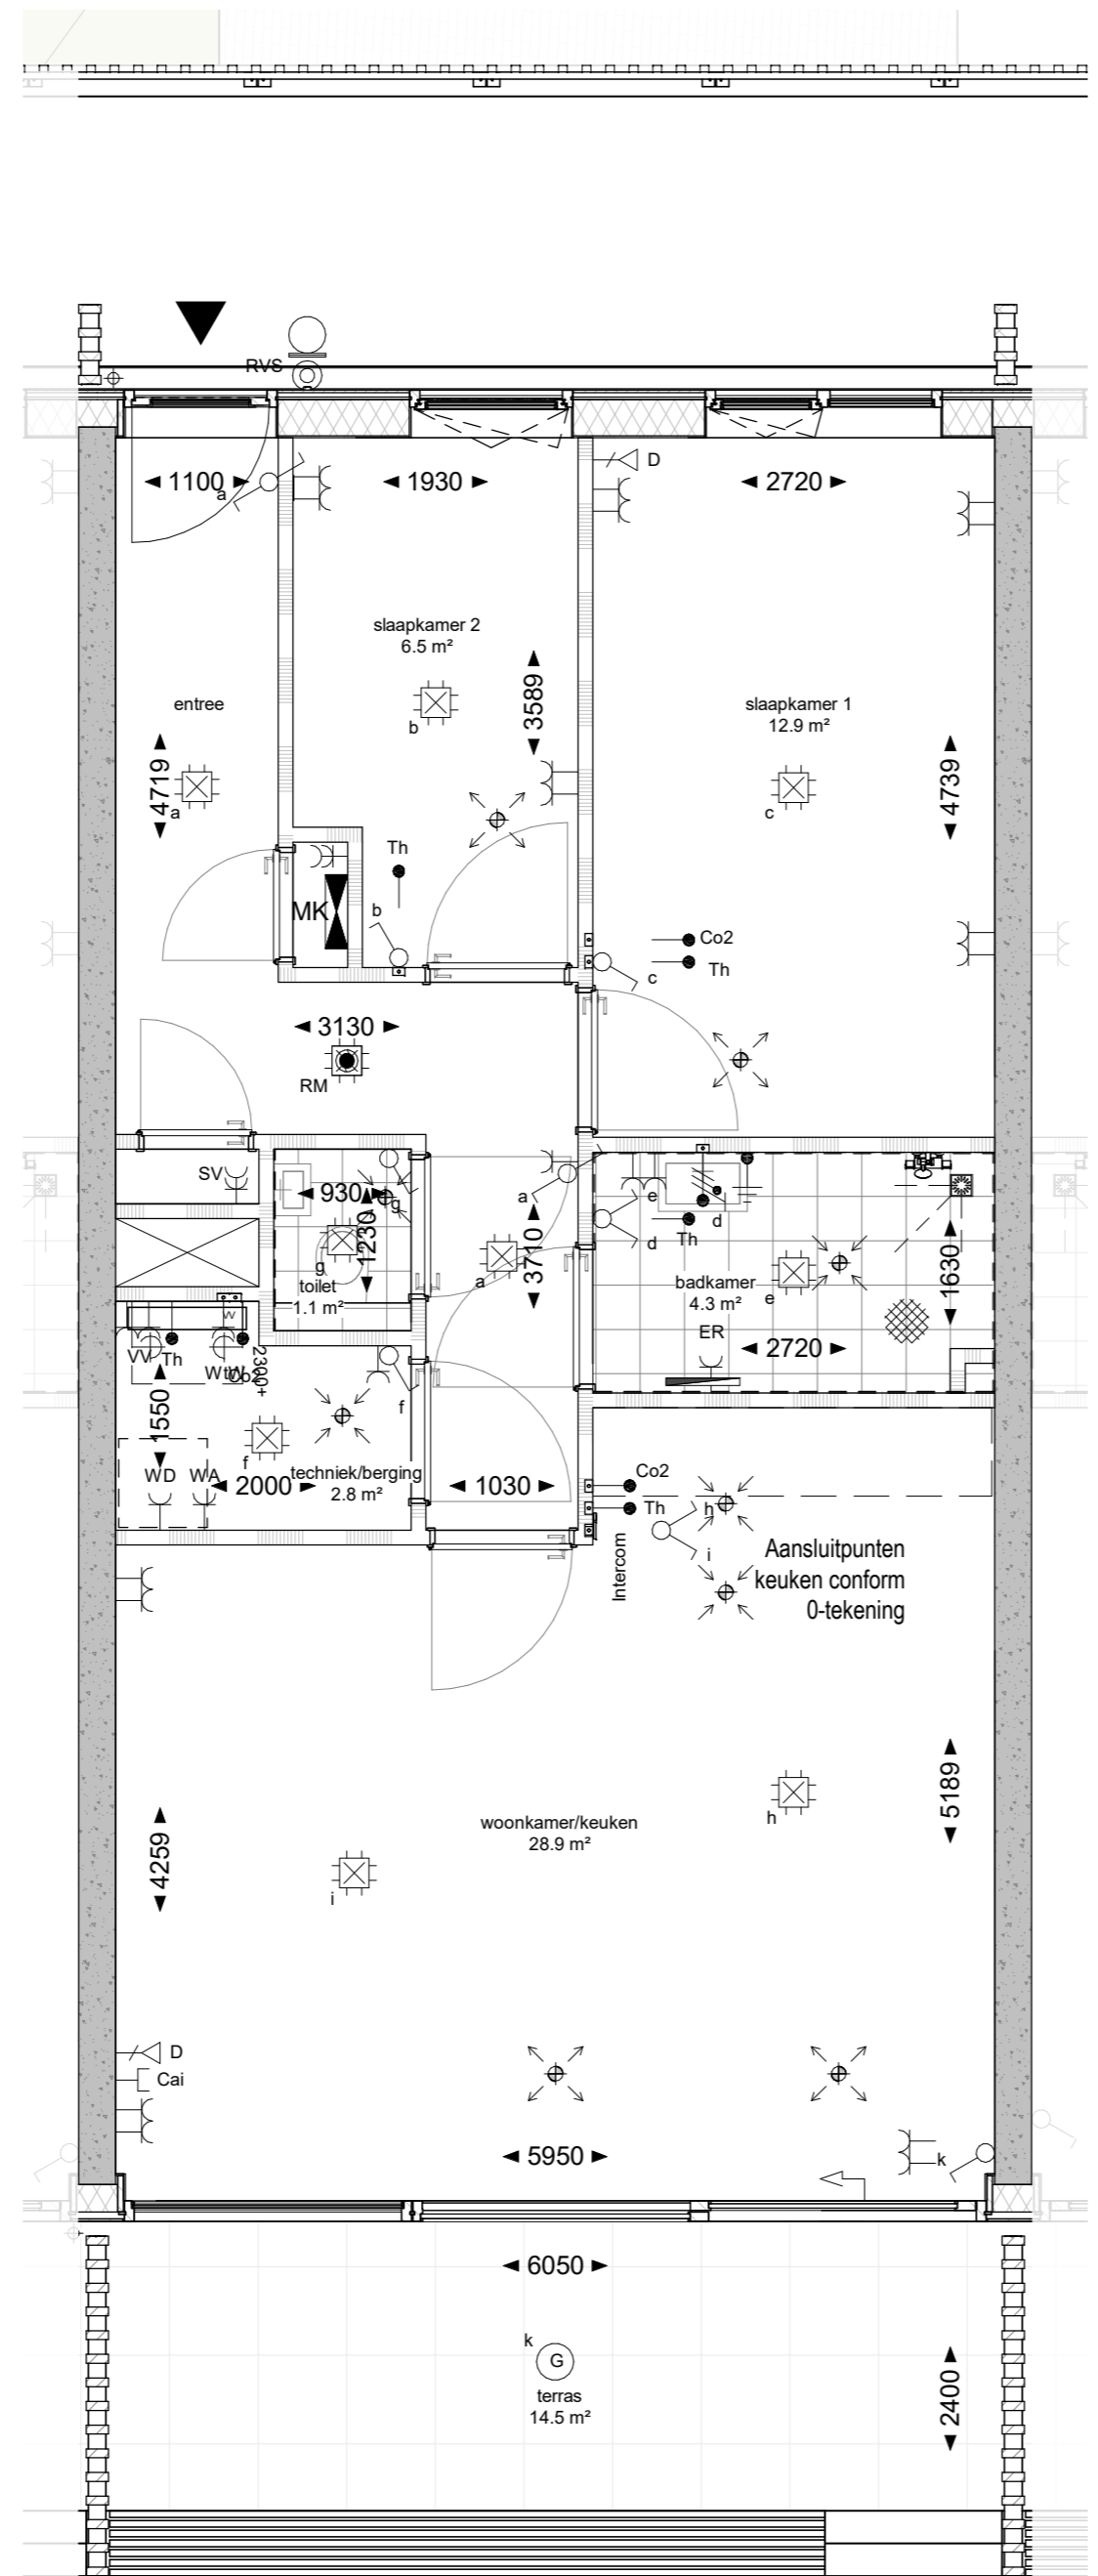 RVS
1100
a
1930
D
2720
slaapkamer 2
6.5 m²
3589
b
entree
4719
a
slaapkamer 1
12.9 m²
4739
c
Th
MK
b
Co2
Th
c
3130
RM
SV
930
g
1230
g
toilet
1.1 m²
a
3710
a
e
d
d
Th
badkamer
4.3 m²
e
1630
ER
2720
W
VV
Th
WtW
Co2
2300+
1550
f
f
WD
WA
2000
techniek/berging
2.8 m²
1030
Co2
Th
h
i
Intercom
Aansluitpunten
keuken conform
0-tekening
5189
h
woonkamer/keuken
28.9 m²
4259
i
D
Cai
5950
k
6050
k
G
terras
14.5 m²
2400